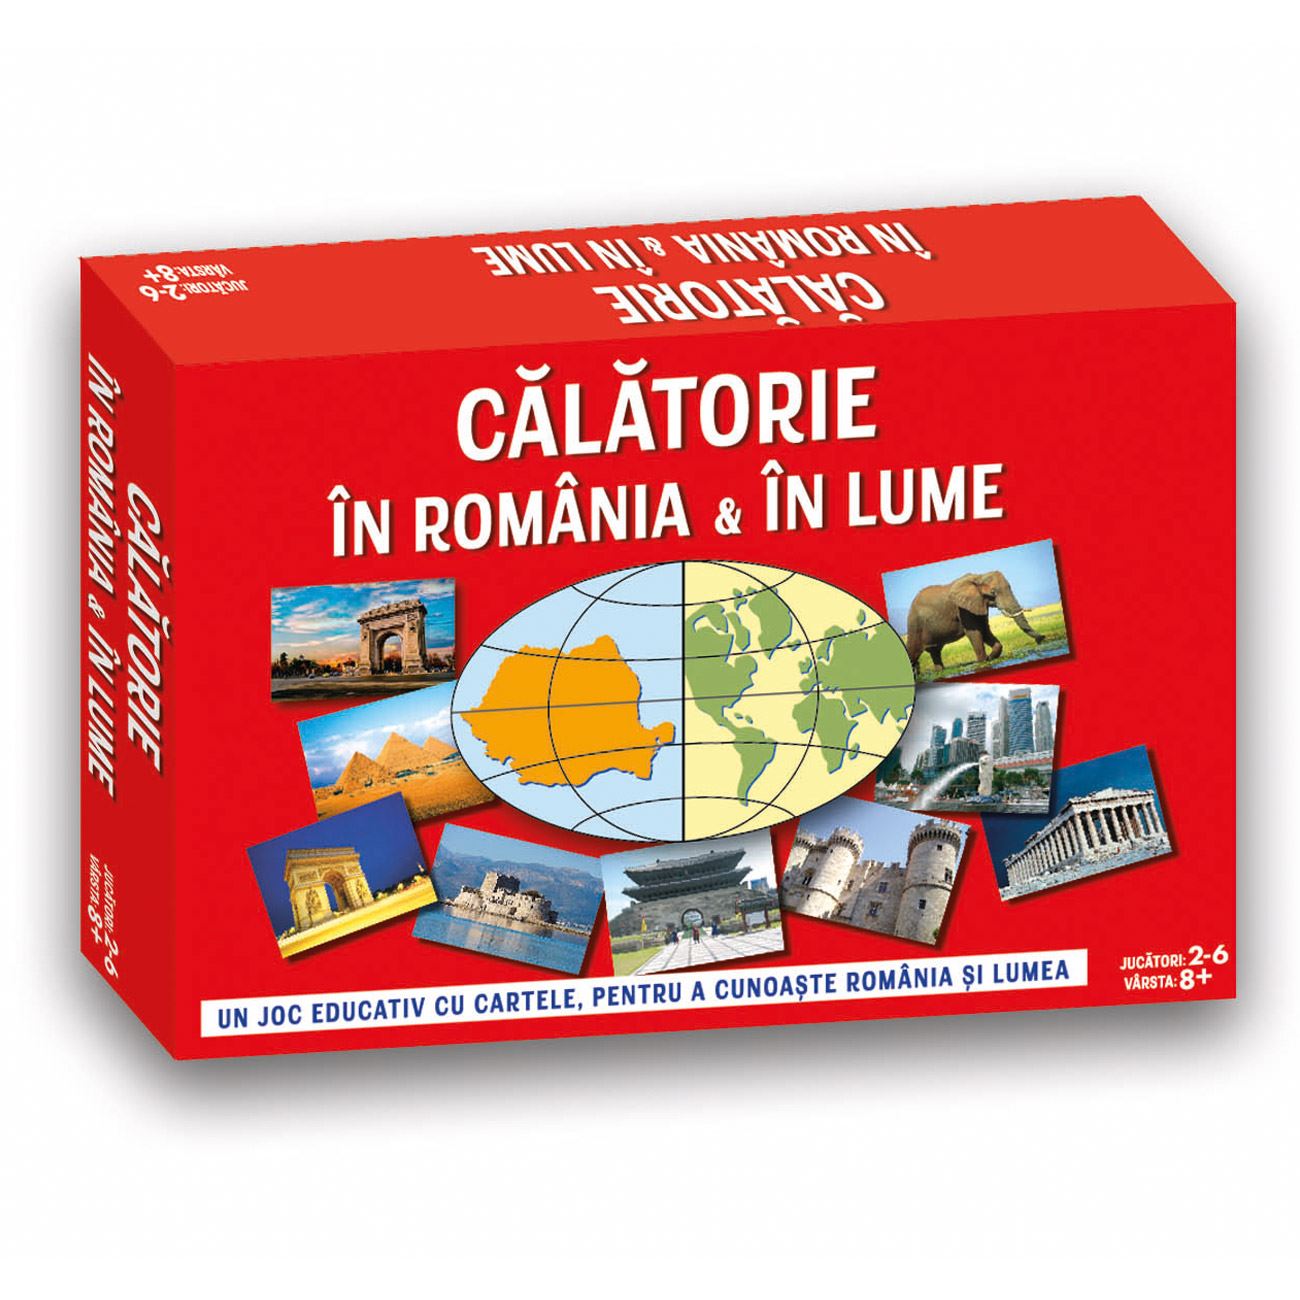 CĂLĂTORIE
ÎN ROMÂNIA & ÎN LUME
JUCĂTORI: 2-6
VÂRSTA: 8+
CĂLĂTORIE
ÎN ROMÂNIA & ÎN LUME
JUCĂTORI: 2-6
VÂRSTA: 8+
CĂLĂTORIE
ÎN ROMÂNIA & ÎN LUME
UN JOC EDUCATIV CU CARTELE, PENTRU A CUNOAȘTE ROMÂNIA ȘI LUMEA
JUCĂTORI: 2-6
VÂRSTA: 8+